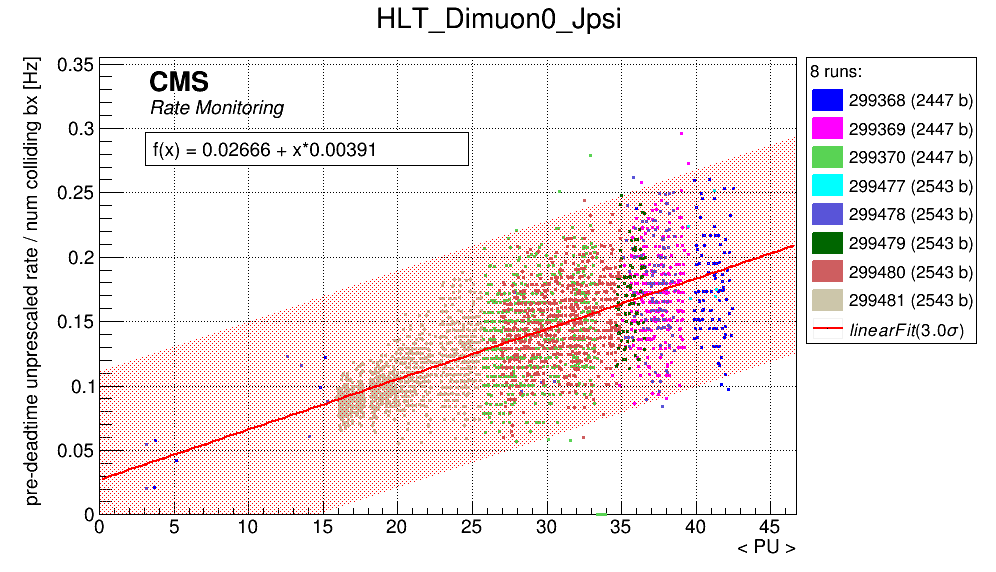 HLT_Dimuon0_Jpsi
pre-deadtime unprescaled rate / num colliding bx [Hz]
0.35
0.3
0.25
0.2
0.15
0.1
0.05
0
CMS
Rate Monitoring
f(x) = 0.02666 + x*0.00391
0 5 10 15 20 25 30 35 40 45
< PU >
8 runs:
299368 (2447 b)
299369 (2447 b)
299370 (2447 b)
299477 (2543 b)
299478 (2543 b)
299479 (2543 b)
299480 (2543 b)
299481 (2543 b)
linearFit(3.0σ)